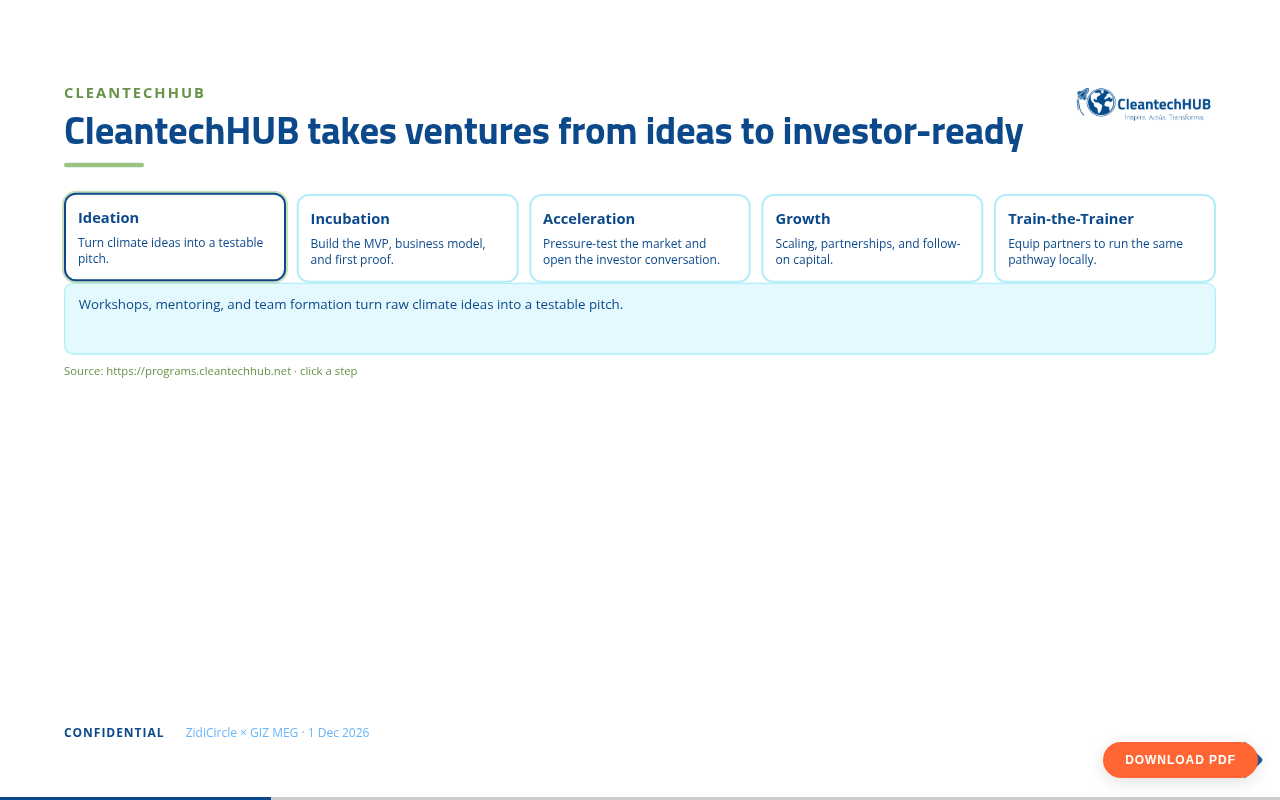 CLEANTECHHUB
CleantechHUB takes ventures from ideas to investor-ready
CleantechHUB
Inspira. Actúa. Transforma.
Ideation
Turn climate ideas into a testable
pitch.
Incubation
Build the MVP, business model,
and first proof.
Acceleration
Pressure-test the market and
open the investor conversation.
Growth
Scaling, partnerships, and follow-
on capital.
Train-the-Trainer
Equip partners to run the same
pathway locally.
Workshops, mentoring, and team formation turn raw climate ideas into a testable pitch.
Source: https://programs.cleantechhub.net · click a step
CONFIDENTIAL
ZidiCircle × GIZ MEG · 1 Dec 2026
DOWNLOAD PDF